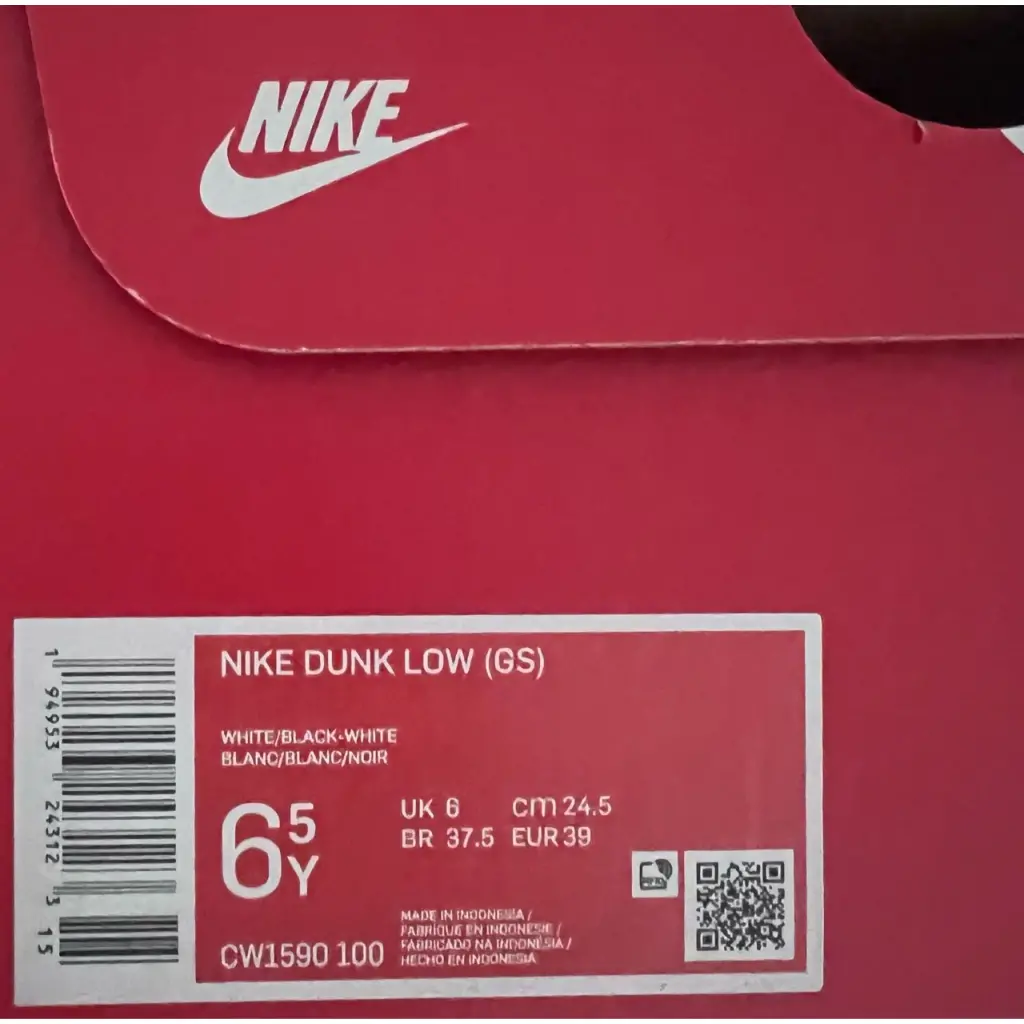 NIKE
NIKE DUNK LOW (GS)
WHITE/BLACK-WHITE
BLANC/BLANC/NOIR
6 5 Y
UK 6 cm 24.5
BR 37.5 EUR 39
MADE IN INDONESIA /
FABRIQUE EN INDONESIE /
FABRICADO NA INDONÉSIA /
HECHO EN INDONESIA
CW1590 100
1 94953 24312 3 15